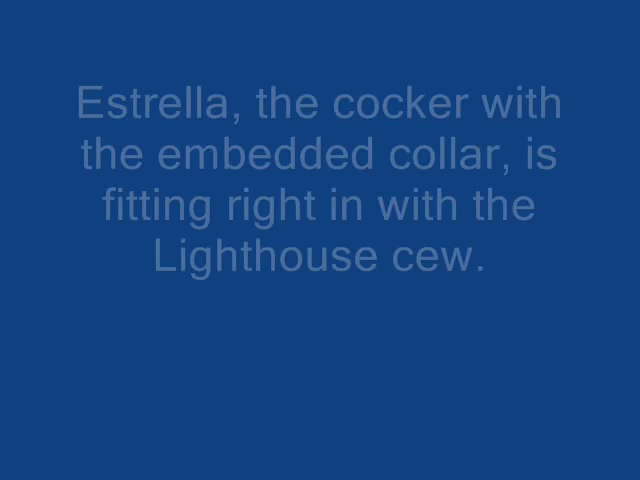 Estrella, the cocker with
the embedded collar, is
fitting right in with the
Lighthouse cew.